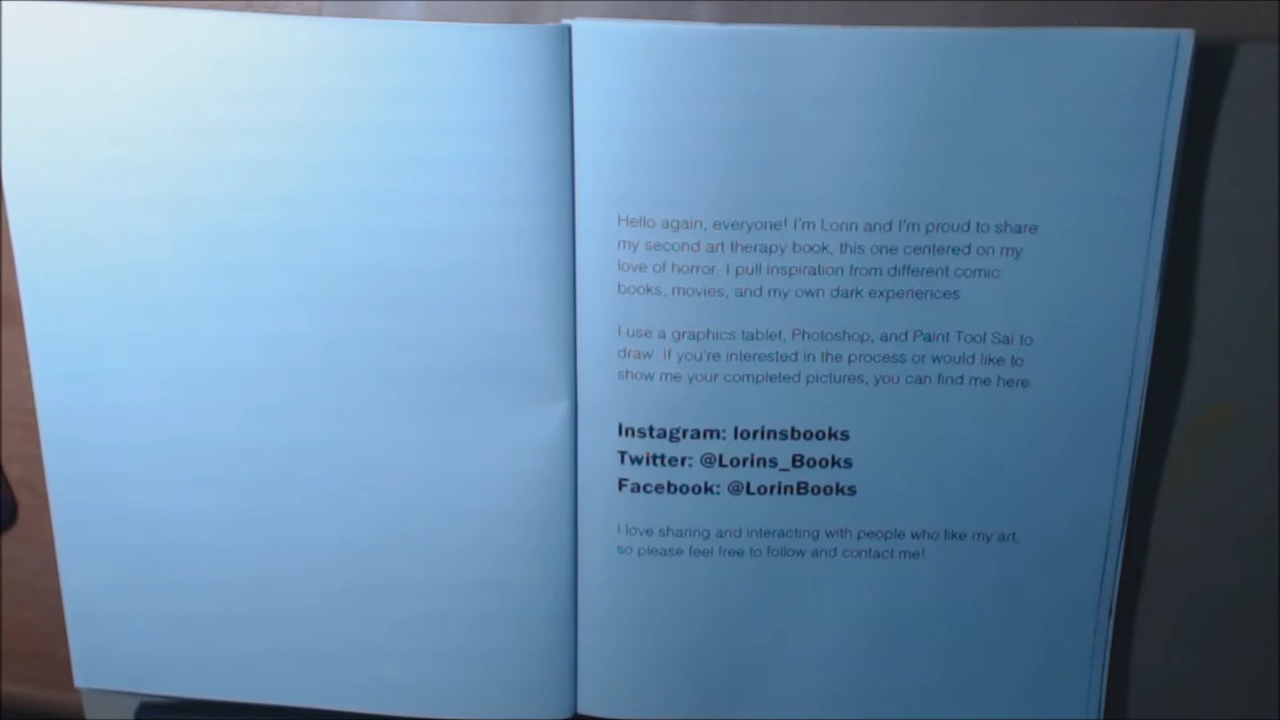 Hello again, everyone! I'm Lorin and I'm proud to share
my second art therapy book, this one centered on my
love of horror. I pull inspiration from different comic
books, movies, and my own dark experiences.
I use a graphics tablet, Photoshop, and Paint Tool Sai to
draw. If you're interested in the process or would like to
show me your completed pictures, you can find me here:
Instagram: lorinsbooks
Twitter: @Lorins_Books
Facebook: @LorinBooks
I love sharing and interacting with people who like my art,
so please feel free to follow and contact me!